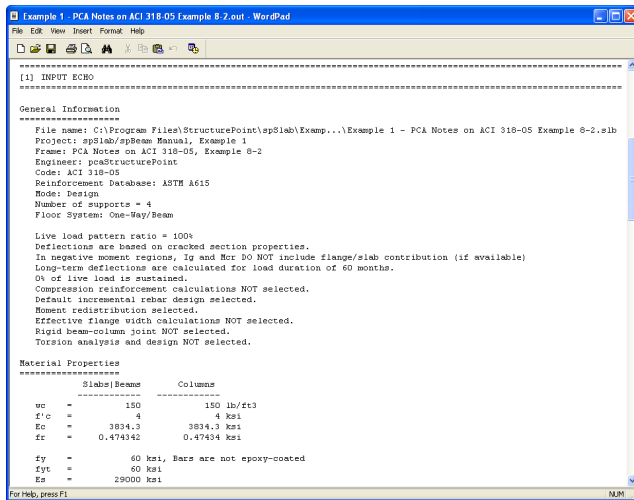 Example 1 - PCA Notes on ACI 318-05 Example 8-2.out - WordPad
File Edit View Insert Format Help
[1] INPUT ECHO
General Information
File name: C:\Program Files\StructurePoint\spSlab\Examp...\Example 1 - PCA Notes on ACI 318-05 Example 8-2.slb
Project: spSlab/spBeam Manual, Example 1
Frame: PCA Notes on ACI 318-05, Example 8-2
Engineer: pcaStructurePoint
Code: ACI 318-05
Reinforcement Database: ASTM A615
Mode: Design
Number of supports = 4
Floor System: One-Way/Beam
Live load pattern ratio = 100%
Deflections are based on cracked section properties.
In negative moment regions, Ig and Mcr DO NOT include flange/slab contribution (if available)
Long-term deflections are calculated for load duration of 60 months.
0% of live load is sustained.
Compression reinforcement calculations NOT selected.
Default incremental rebar design selected.
Moment redistribution selected.
Effective flange width calculations NOT selected.
Rigid beam-column joint NOT selected.
Torsion analysis and design NOT selected.
Material Properties
Slabs|Beams Columns
wc = 150 150 lb/ft3
f'c = 4 4 ksi
Ec = 3834.3 3834.3 ksi
fr = 0.474342 0.47434 ksi
fy = 60 ksi, Bars are not epoxy-coated
fyt = 60 ksi
Es = 29000 ksi
For Help, press F1
NUM